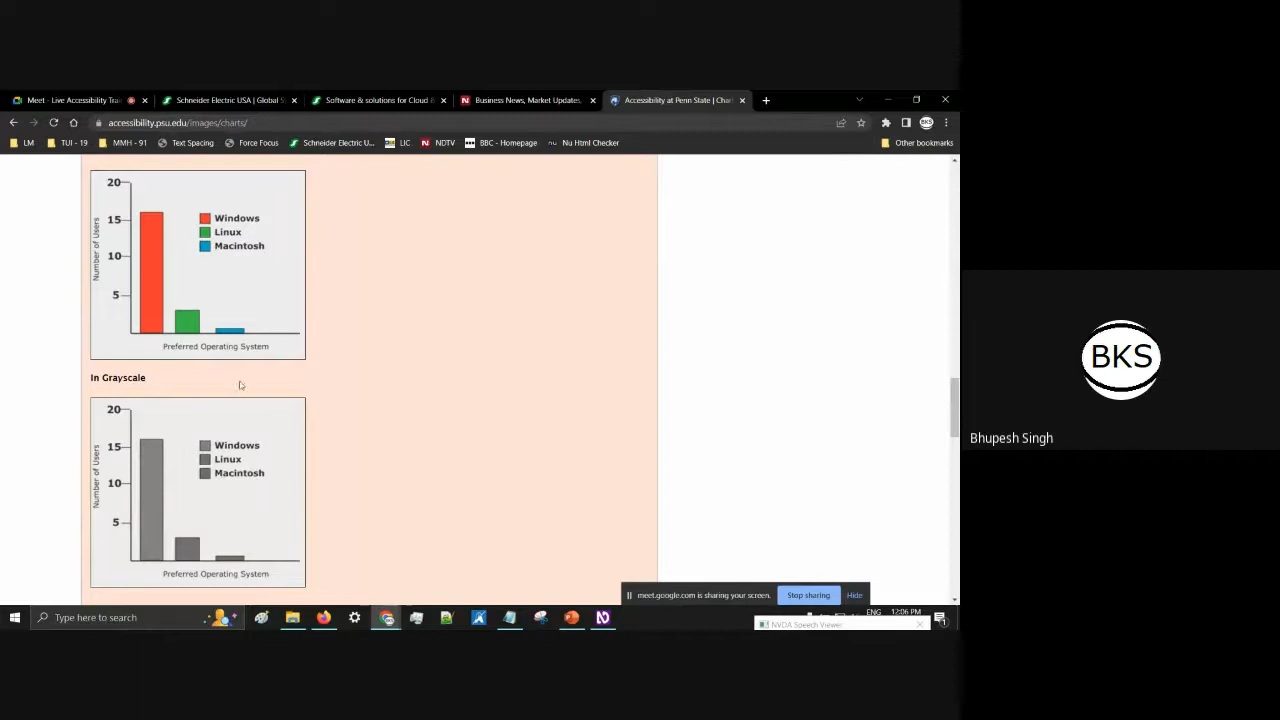 Meet - Live Accessibility Tra
Schneider Electric USA | Global S
Software & solutions for Cloud &
Business News, Market Updates,
Accessibility at Penn State | Char
accessibility.psu.edu/images/charts/
BKS
LM
TUI - 19
MMH - 91
Text Spacing
Force Focus
Schneider Electric U...
LIC
NDTV
BBC - Homepage
Nu Html Checker
Other bookmarks
20
15
10
5
Number of Users
Windows
Linux
Macintosh
Preferred Operating System
In Grayscale
20
15
10
5
Number of Users
Windows
Linux
Macintosh
Preferred Operating System
BKS
Bhupesh Singh
meet.google.com is sharing your screen.
Stop sharing
Hide
Type here to search
ENG
12:06 PM
NVDA Speech Viewer